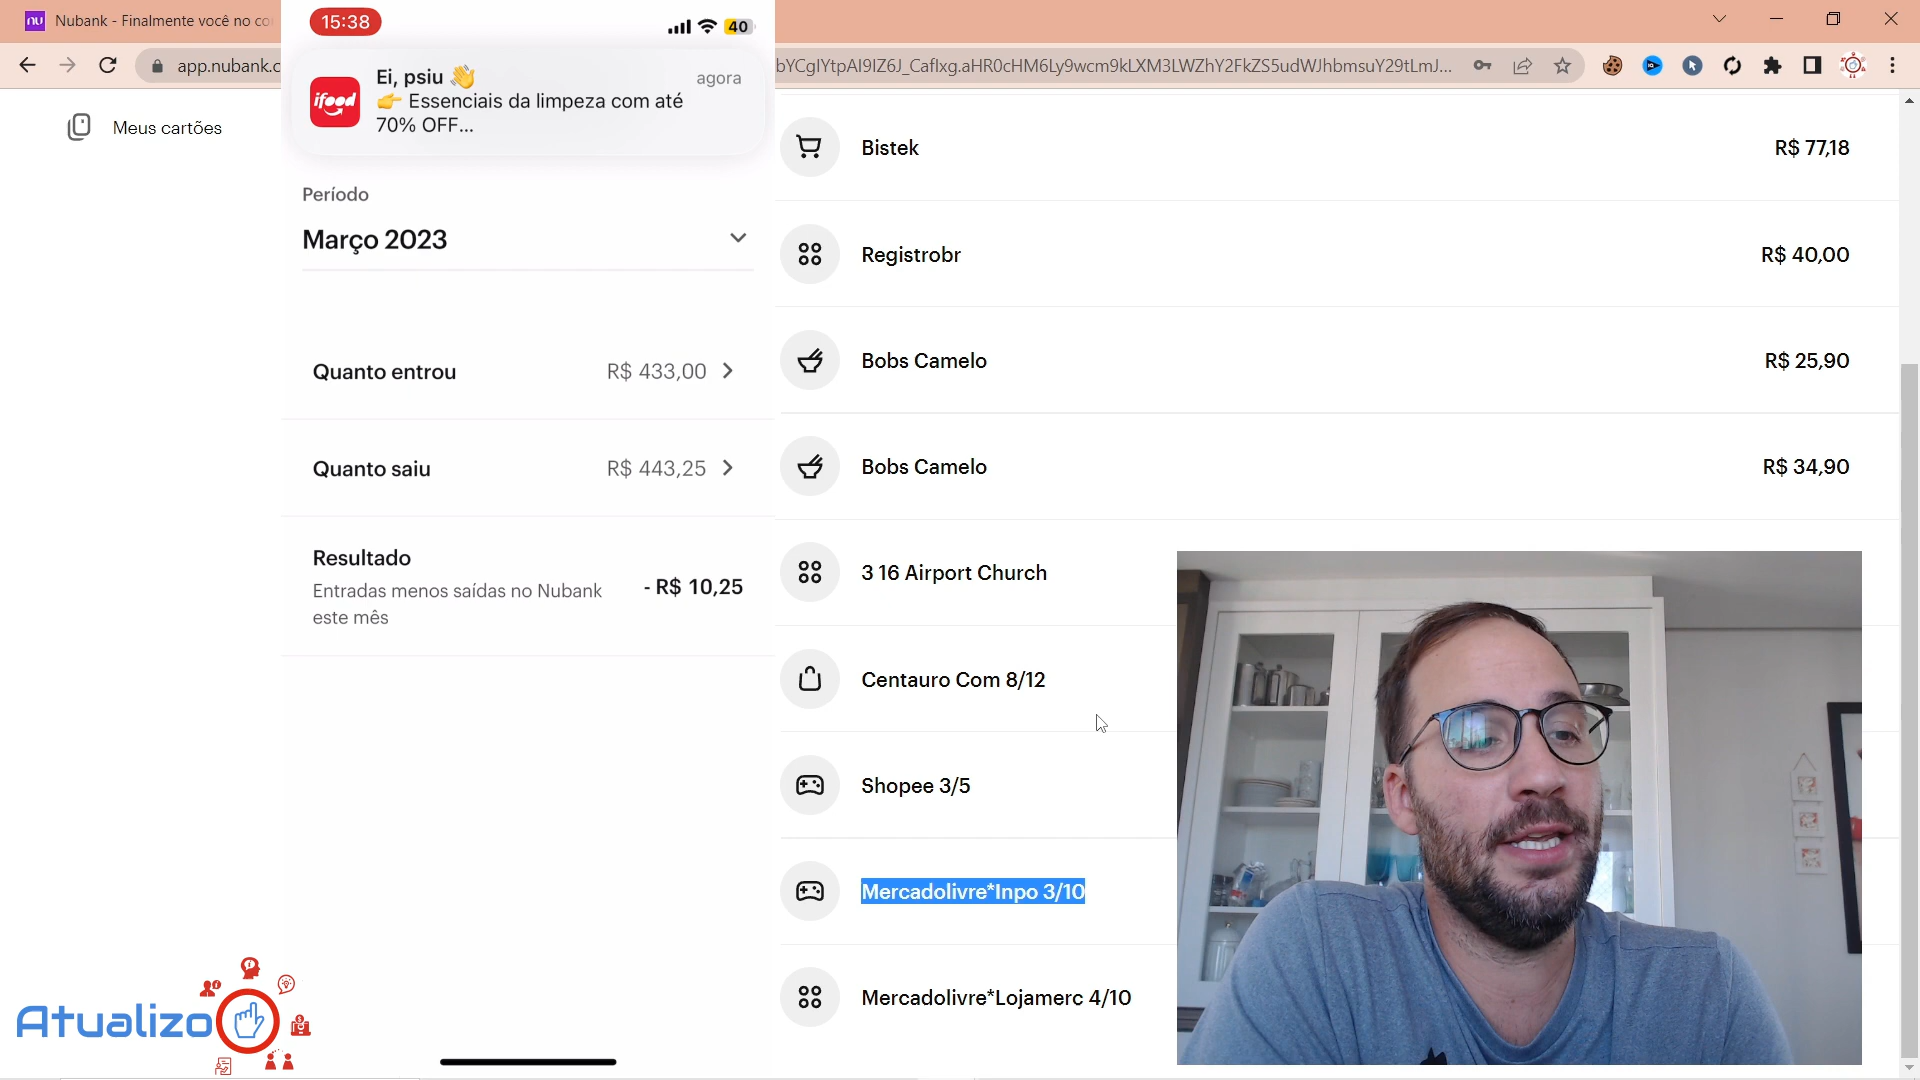 Nubank - Finalmente você no co
app.nubank.c
bYCgIYtpAI9IZ6J_Caflxg.aHR0cHM6Ly9wcm9kLXM3LWZhY2FkZS5udWJhbmsuY29tLmJ...
Meus cartões
15:38
40
ifood
Ei, psiu 👋
agora
👉 Essenciais da limpeza com até
70% OFF...
Período
Março 2023
Quanto entrou
R$ 433,00
Quanto saiu
R$ 443,25
Resultado
Entradas menos saídas no Nubank
este mês
- R$ 10,25
Bistek
R$ 77,18
Registrobr
R$ 40,00
Bobs Camelo
R$ 25,90
Bobs Camelo
R$ 34,90
3 16 Airport Church
Centauro Com 8/12
Shopee 3/5
Mercadolivre*Inpo 3/10
Mercadolivre*Lojamerc 4/10
Atualizo